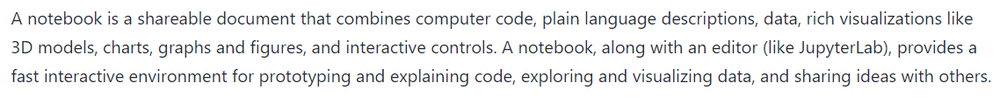 A notebook is a shareable document that combines computer code, plain language descriptions, data, rich visualizations like
3D models, charts, graphs and figures, and interactive controls. A notebook, along with an editor (like JupyterLab), provides a
fast interactive environment for prototyping and explaining code, exploring and visualizing data, and sharing ideas with others.